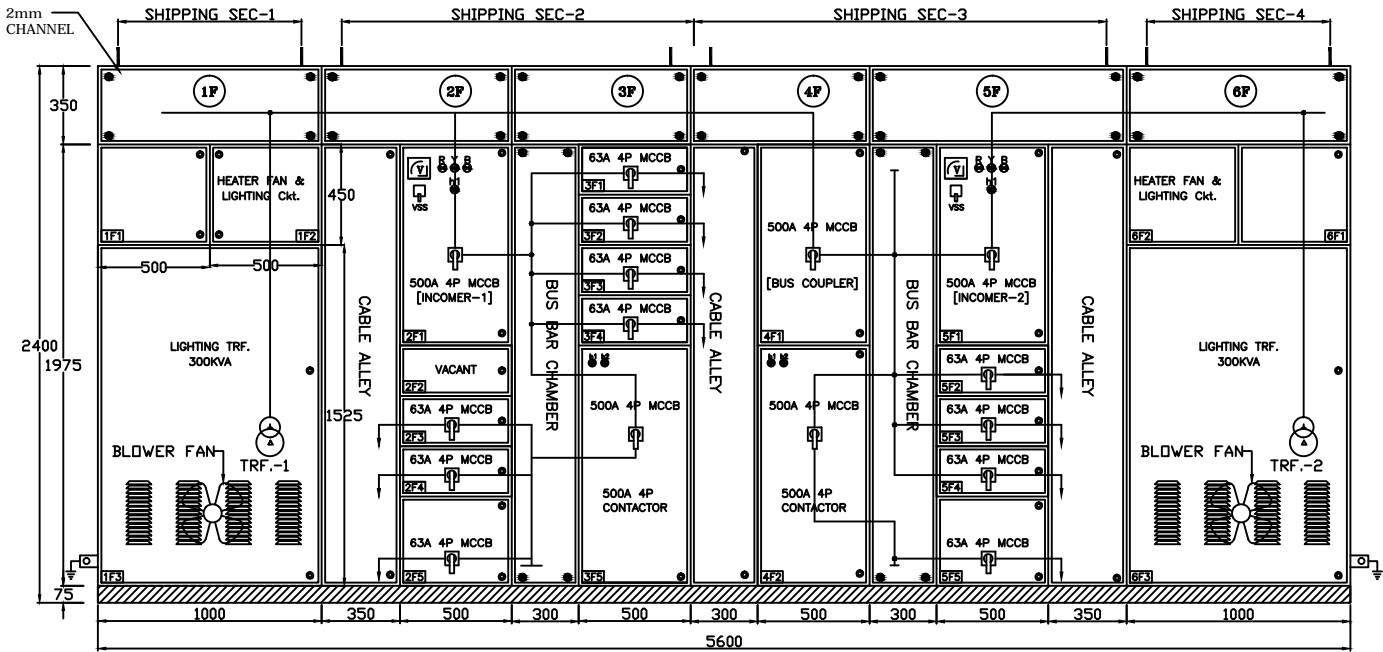 2mm
CHANNEL
SHIPPING SEC-1
SHIPPING SEC-2
SHIPPING SEC-3
SHIPPING SEC-4
1F
2F
3F
4F
5F
6F
350
2400
1975
75
1F1
HEATER FAN &
LIGHTING Ckt.
1F2
450
500
500
LIGHTING TRF.
300KVA
1525
BLOWER FAN
TRF.-1
1F3
CABLE ALLEY
V
R Y B
h1
VSS
500A 4P MCCB
[INCOMER-1]
2F1
VACANT
2F2
63A 4P MCCB
2F3
63A 4P MCCB
2F4
63A 4P MCCB
2F5
BUS BAR CHAMBER
63A 4P MCCB
3F1
63A 4P MCCB
3F2
63A 4P MCCB
3F3
63A 4P MCCB
3F4
500A 4P MCCB
500A 4P
CONTACTOR
3F5
CABLE ALLEY
500A 4P MCCB
[BUS COUPLER]
4F1
500A 4P MCCB
500A 4P
CONTACTOR
4F2
BUS BAR CHAMBER
V
R Y B
h1
VSS
500A 4P MCCB
[INCOMER-2]
5F1
63A 4P MCCB
5F2
63A 4P MCCB
5F3
63A 4P MCCB
5F4
63A 4P MCCB
5F5
CABLE ALLEY
HEATER FAN &
LIGHTING Ckt.
6F2
6F1
LIGHTING TRF.
300KVA
BLOWER FAN
TRF.-2
6F3
1000
350
500
300
500
300
500
300
500
350
1000
5600